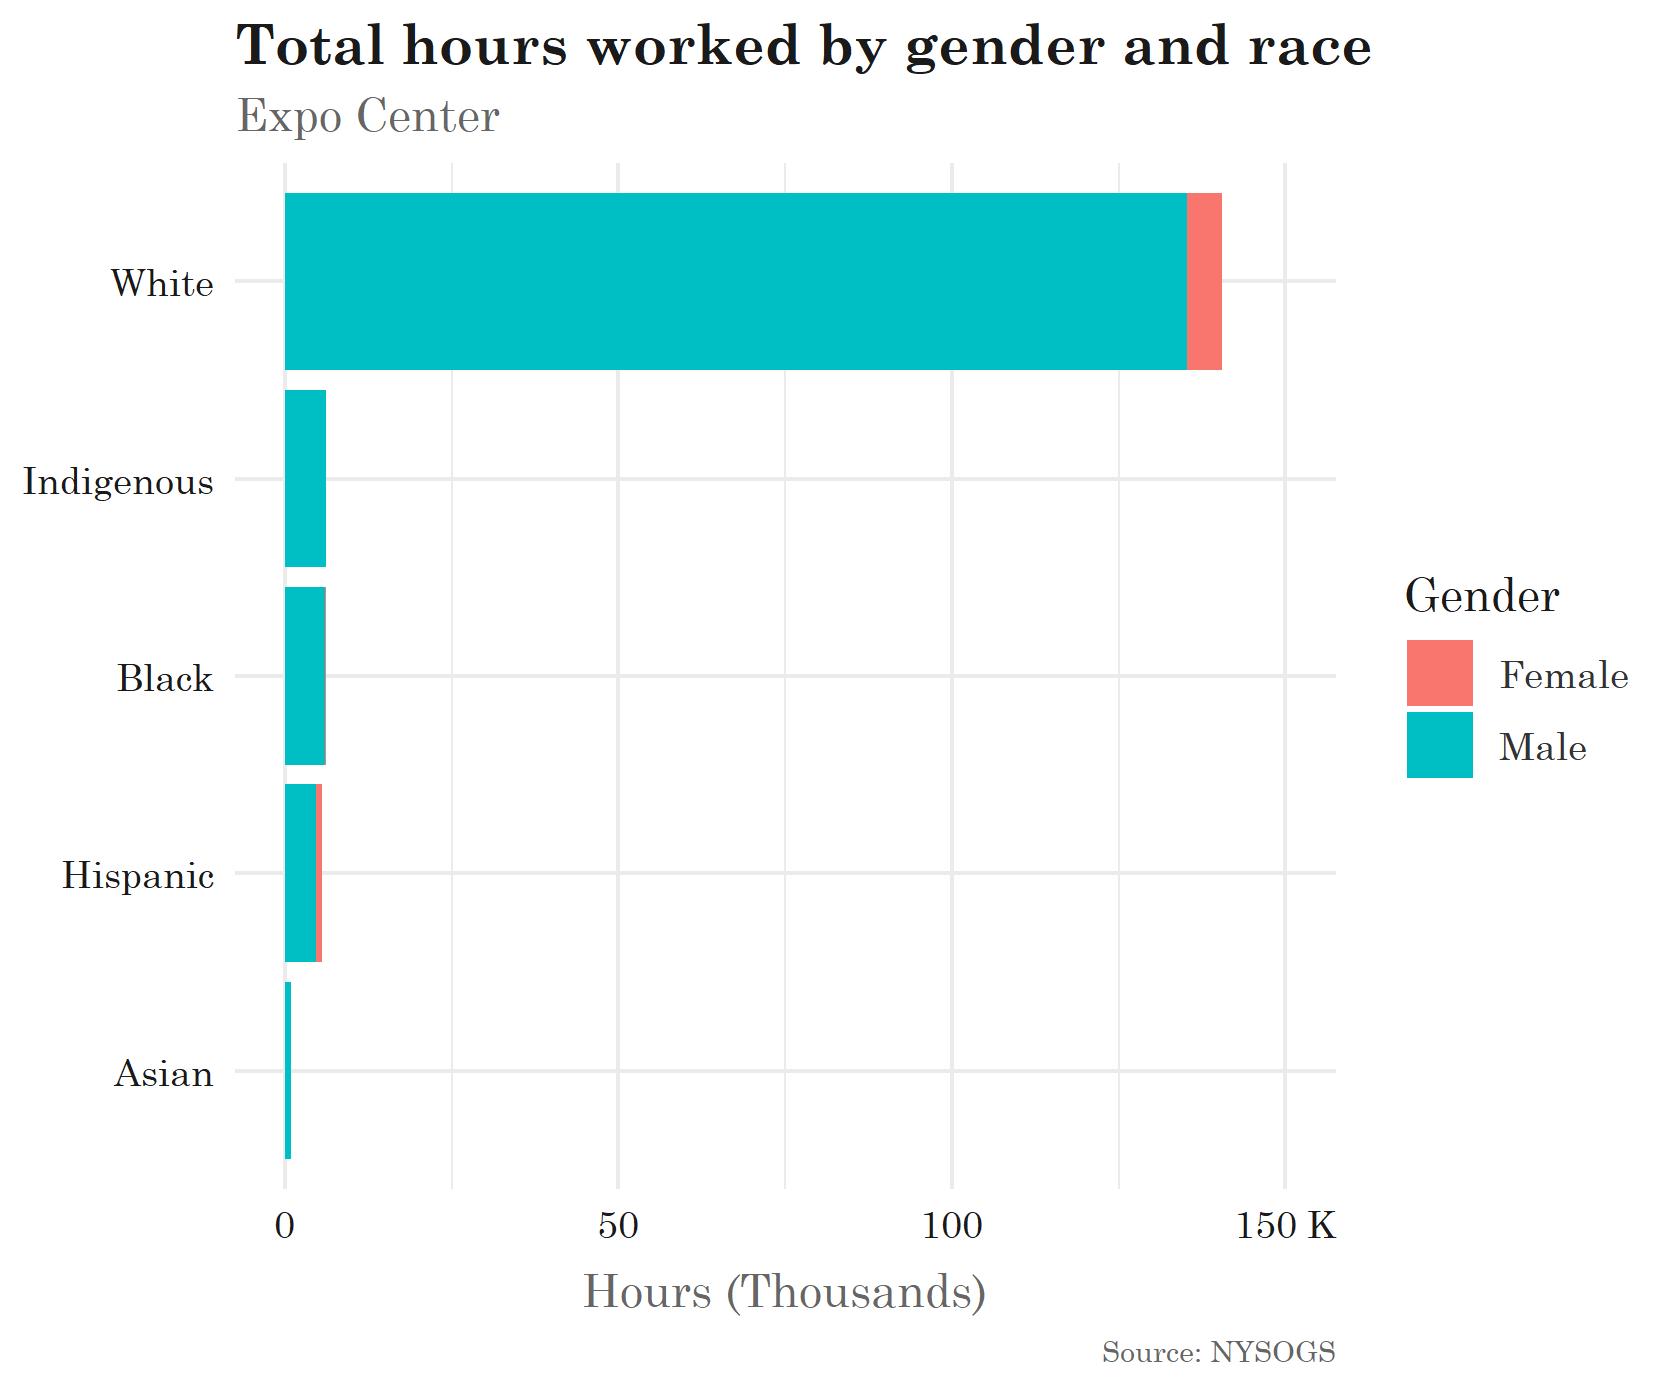 Total hours worked by gender and race
Expo Center
White
Indigenous
Black
Hispanic
Asian
0 50 100 150 K
Hours (Thousands)
Gender
Female
Male
Source: NYSOGS